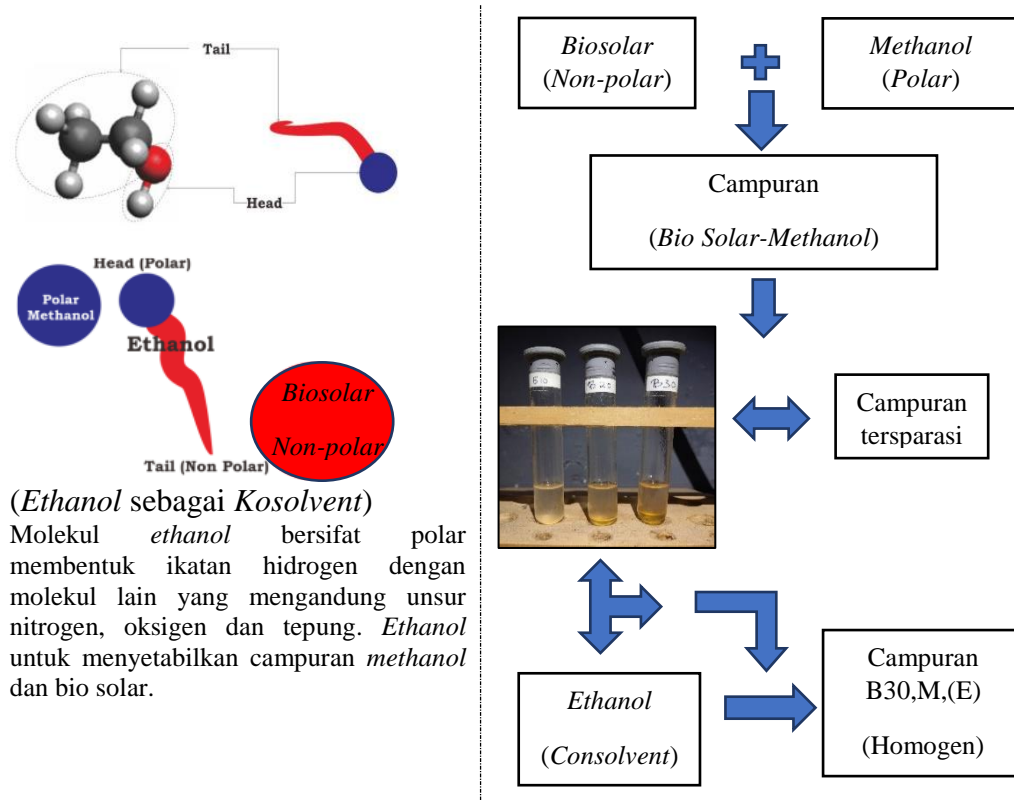 Tail
Head
Head (Polar)
Polar
Methanol
Ethanol
Biosolar
Non-polar
Tail (Non Polar)
(Ethanol sebagai Kosolvent)
Molekul ethanol bersifat polar
membentuk ikatan hidrogen dengan
molekul lain yang mengandung unsur
nitrogen, oksigen dan tepung. Ethanol
untuk menyetabilkan campuran methanol
dan bio solar.
Biosolar
(Non-polar)
Methanol
(Polar)
Campuran
(Bio Solar-Methanol)
B10
B20
B30
Campuran
tersparasi
Ethanol
(Consolvent)
Campuran
B30,M,(E)
(Homogen)